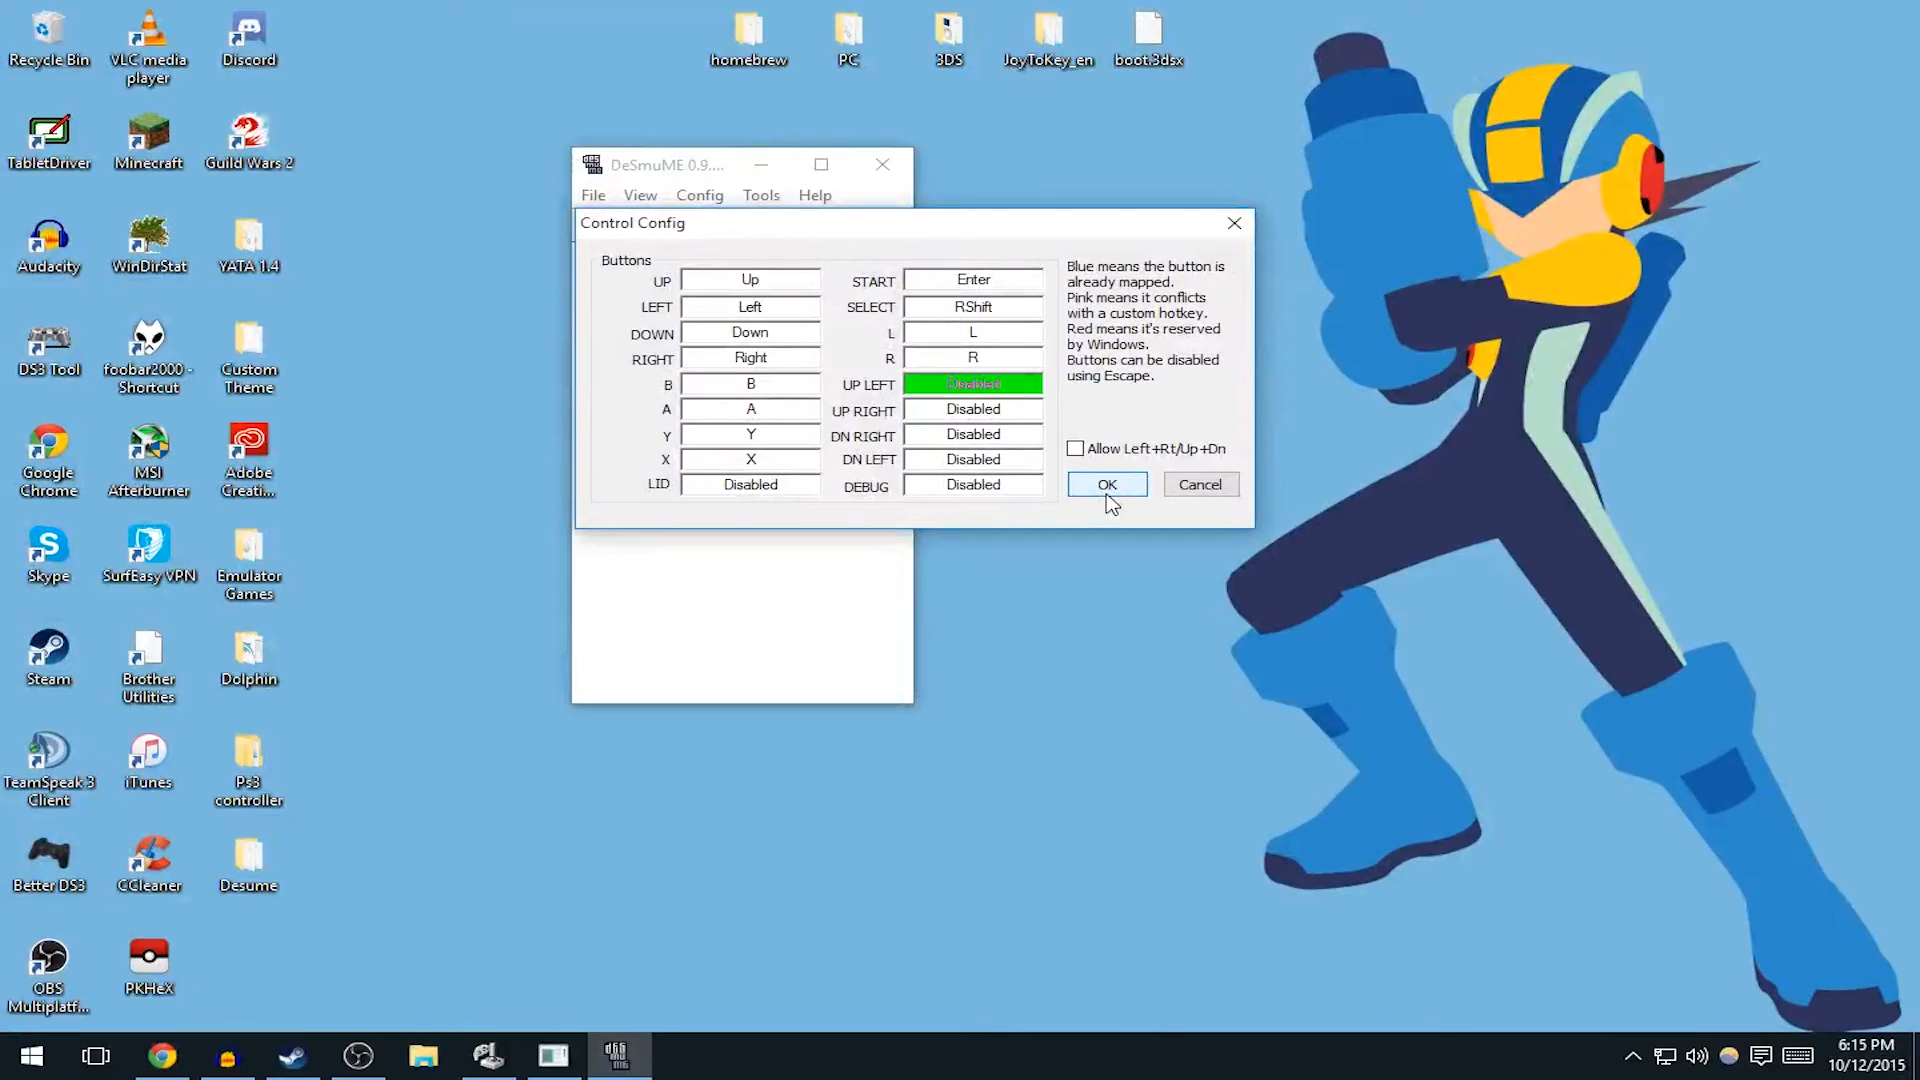 Recycle Bin
VLC media
player
Discord
homebrew
PC
3DS
JoyToKey_en
boot.3dsx
TabletDriver
Minecraft
Guild Wars 2
Audacity
WinDirStat
YATA 1.4
DS3 Tool
foobar2000 -
Shortcut
Custom
Theme
Google
Chrome
MSI
Afterburner
Adobe
Creati...
Skype
SurfEasy VPN
Emulator
Games
Steam
Brother
Utilities
Dolphin
TeamSpeak 3
Client
iTunes
Ps3
controller
Better DS3
CCleaner
Desume
OBS
Multiplatf...
PKHeX
DeSmuME 0.9....
File View Config Tools Help
Control Config
Buttons
UP Up
LEFT Left
DOWN Down
RIGHT Right
B B
A A
Y Y
X X
LID Disabled
START Enter
SELECT RShift
L L
R R
UP LEFT Disabled
UP RIGHT Disabled
DN RIGHT Disabled
DN LEFT Disabled
DEBUG Disabled
Blue means the button is
already mapped.
Pink means it conflicts
with a custom hotkey.
Red means it's reserved
by Windows.
Buttons can be disabled
using Escape.
Allow Left+Rt/Up+Dn
OK Cancel
6:15 PM
10/12/2015